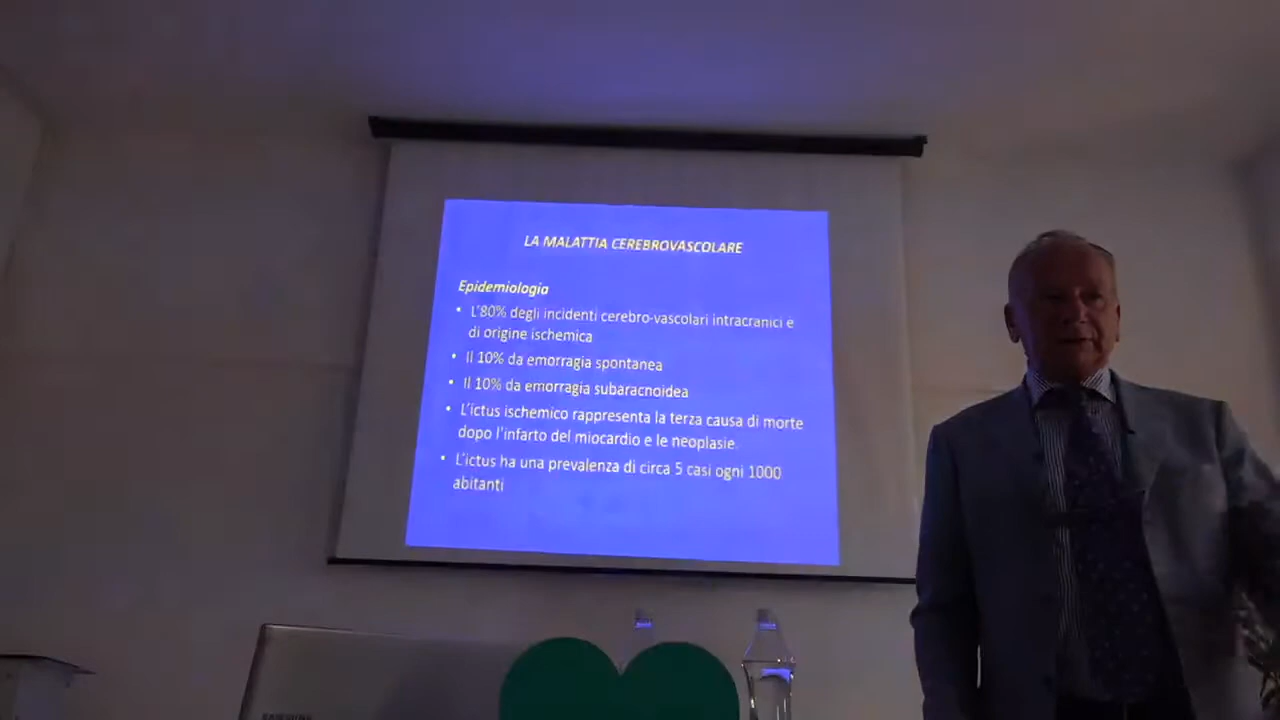 LA MALATTIA CEREBROVASCOLARE
Epidemiologia
• L'80% degli incidenti cerebro-vascolari intracranici e
di origine ischemica
• Il 10% da emorragia spontanea
• Il 10% da emorragia subaracnoidea
• L'ictus ischemico rappresenta la terza causa di morte
dopo l'infarto del miocardio e le neoplasie.
• L'ictus ha una prevalenza di circa 5 casi ogni 1000
abitanti
SAMSUNG